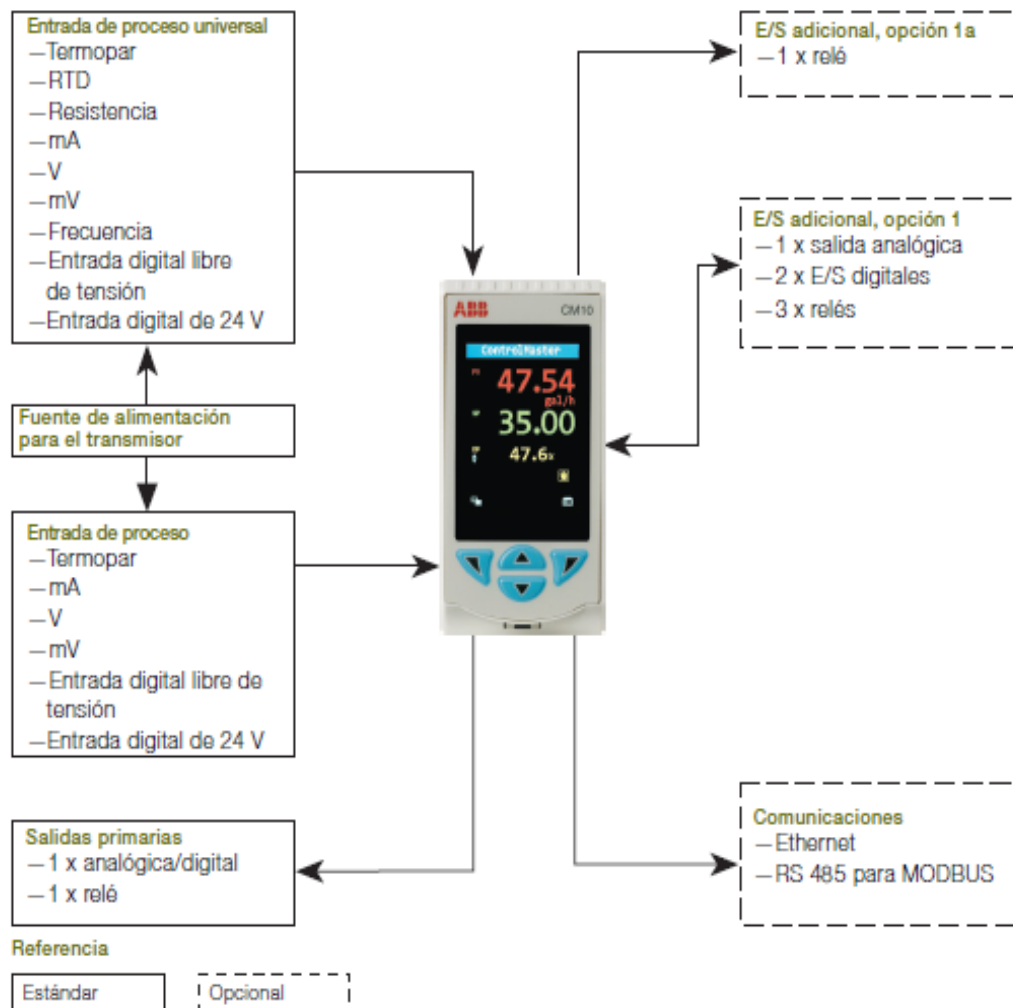 Entrada de proceso universal
—Termopar
—RTD
—Resistencia
—mA
—V
—mV
—Frecuencia
—Entrada digital libre
de tensión
—Entrada digital de 24 V
Fuente de alimentación
para el transmisor
Entrada de proceso
—Termopar
—mA
—V
—mV
—Entrada digital libre de
tensión
—Entrada digital de 24 V
Salidas primarias
—1 x analógica/digital
—1 x relé
ABB
CM10
ControlMaster
47.54
gal/h
35.00
47.6%
E/S adicional, opción 1a
—1 x relé
E/S adicional, opción 1
—1 x salida analógica
—2 x E/S digitales
—3 x relés
Comunicaciones
—Ethernet
—RS 485 para MODBUS
Referencia
Estándar
Opcional